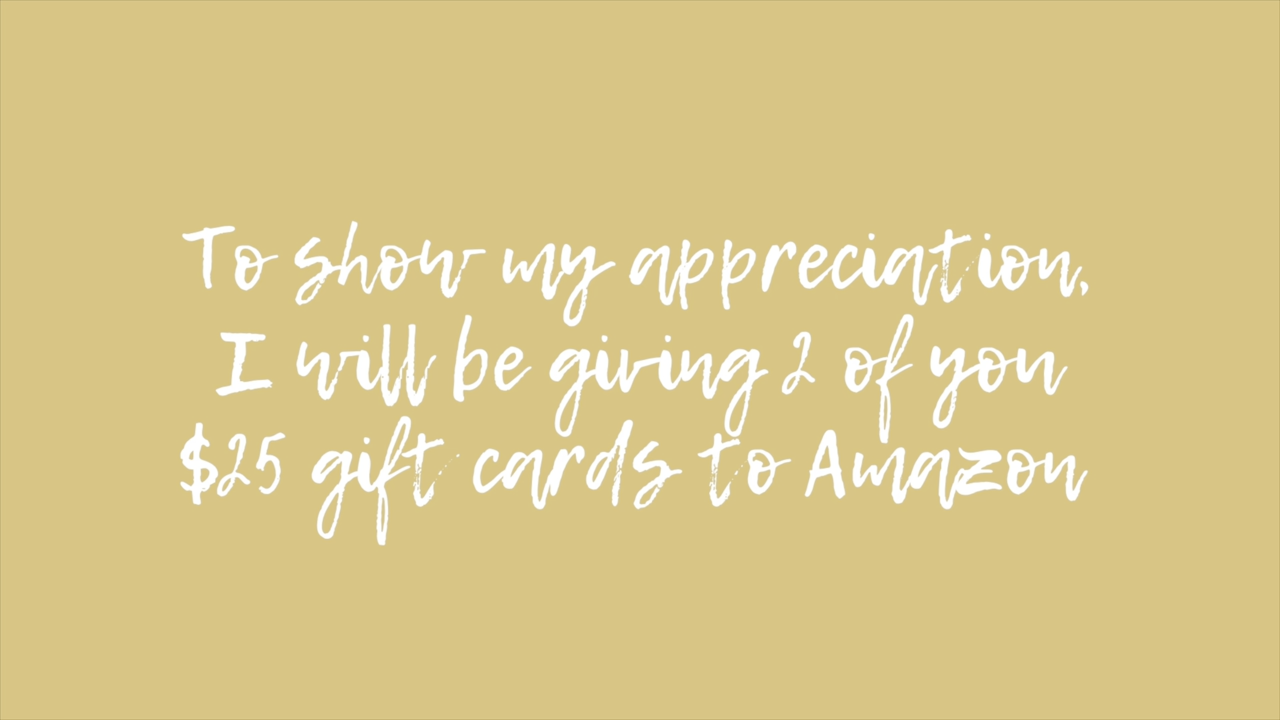 To show my appreciation,
I will be giving 2 of you
$25 gift cards to Amazon